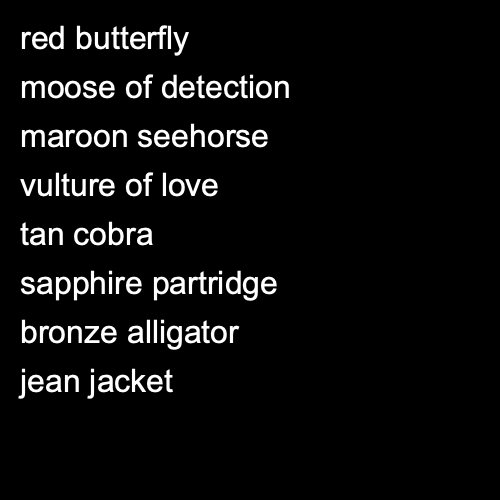 red butterfly
moose of detection
maroon seehorse
vulture of love
tan cobra
sapphire partridge
bronze alligator
jean jacket